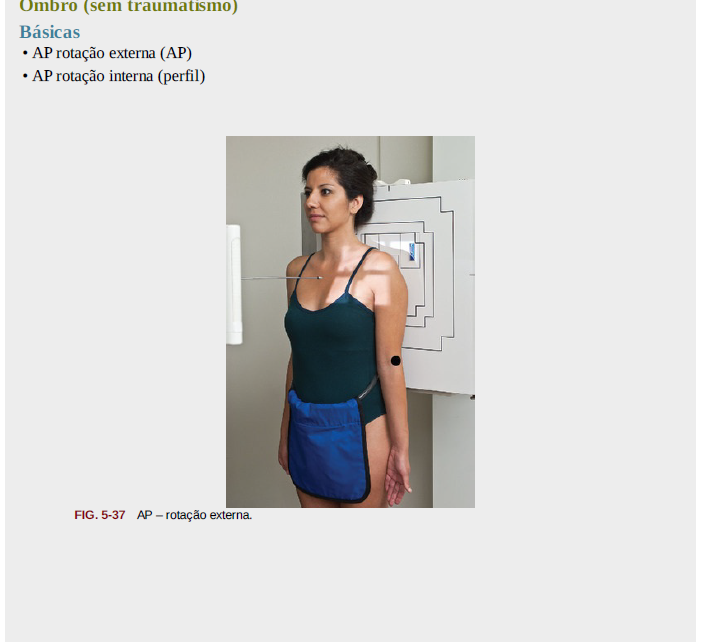 Ombro (sem traumatismo)
Básicas
• AP rotação externa (AP)
• AP rotação interna (perfil)
FIG. 5-37 AP – rotação externa.